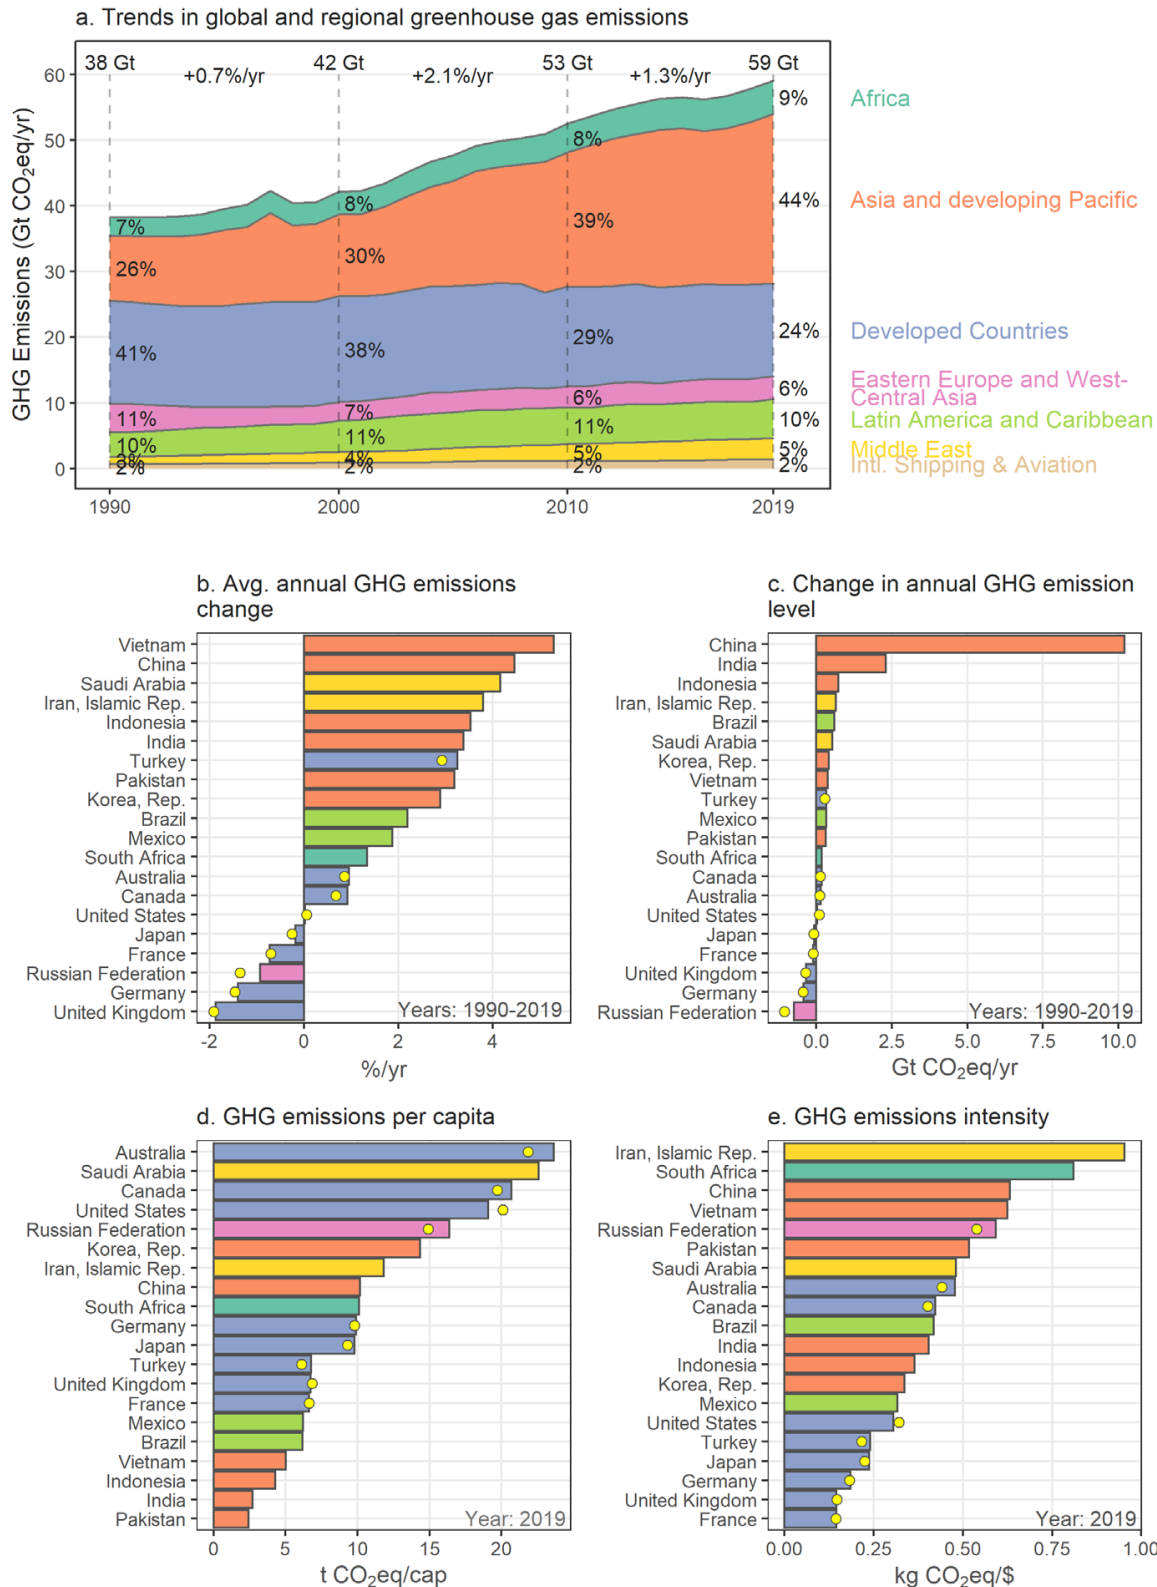 a. Trends in global and regional greenhouse gas emissions
GHG Emissions (Gt CO₂eq/yr)
60
50
40
30
20
10
0
38 Gt
+0.7%/yr
42 Gt
+2.1%/yr
53 Gt
+1.3%/yr
59 Gt
7%
26%
41%
11%
10%
3%
2%
8%
30%
38%
7%
11%
4%
2%
8%
39%
29%
6%
11%
5%
2%
9%
44%
24%
6%
10%
5%
2%
Africa
Asia and developing Pacific
Developed Countries
Eastern Europe and West-
Central Asia
Latin America and Caribbean
Middle East
Intl. Shipping & Aviation
1990
2000
2010
2019
b. Avg. annual GHG emissions
change
Vietnam
China
Saudi Arabia
Iran, Islamic Rep.
Indonesia
India
Turkey
Pakistan
Korea, Rep.
Brazil
Mexico
South Africa
Australia
Canada
United States
Japan
France
Russian Federation
Germany
United Kingdom
Years: 1990-2019
-2
0
2
4
%/yr
c. Change in annual GHG emission
level
China
India
Indonesia
Iran, Islamic Rep.
Brazil
Saudi Arabia
Korea, Rep.
Vietnam
Turkey
Mexico
Pakistan
South Africa
Canada
Australia
United States
Japan
France
United Kingdom
Germany
Russian Federation
Years: 1990-2019
0.0
2.5
5.0
7.5
10.0
Gt CO₂eq/yr
d. GHG emissions per capita
Australia
Saudi Arabia
Canada
United States
Russian Federation
Korea, Rep.
Iran, Islamic Rep.
China
South Africa
Germany
Japan
Turkey
United Kingdom
France
Mexico
Brazil
Vietnam
Indonesia
India
Pakistan
Year: 2019
0
5
10
15
20
t CO₂eq/cap
e. GHG emissions intensity
Iran, Islamic Rep.
South Africa
China
Vietnam
Russian Federation
Pakistan
Saudi Arabia
Australia
Canada
Brazil
India
Indonesia
Korea, Rep.
Mexico
United States
Turkey
Japan
Germany
United Kingdom
France
Year: 2019
0.00
0.25
0.50
0.75
1.00
kg CO₂eq/$